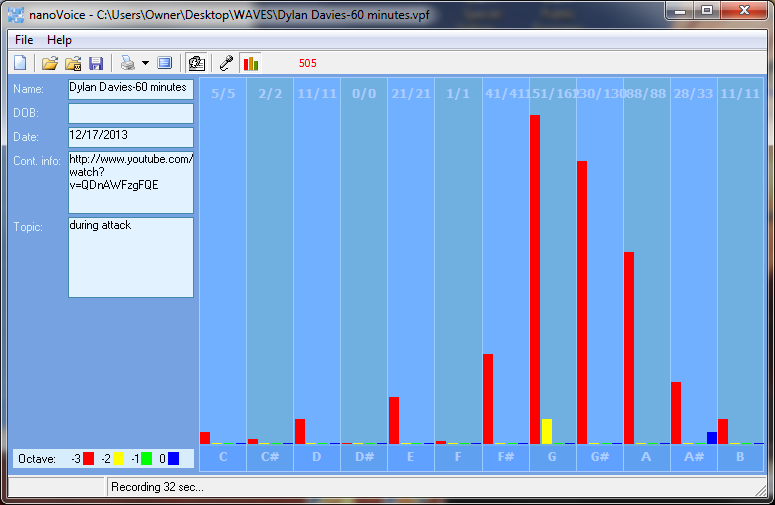 nanoVoice - C:\Users\Owner\Desktop\WAVES\Dylan Davies-60 minutes.vpf
File Help
505
Name: Dylan Davies-60 minutes
DOB:
Date: 12/17/2013
Cont. info: http://www.youtube.com/
watch?
v=QDnAWFzgFQE
Topic: during attack
5/5 2/2 11/11 0/0 21/21 1/1 41/41 151/162 130/130 88/88 28/33 11/11
C C# D D# E F F# G G# A A# B
Octave: -3 -2 -1 0
Recording 32 sec...